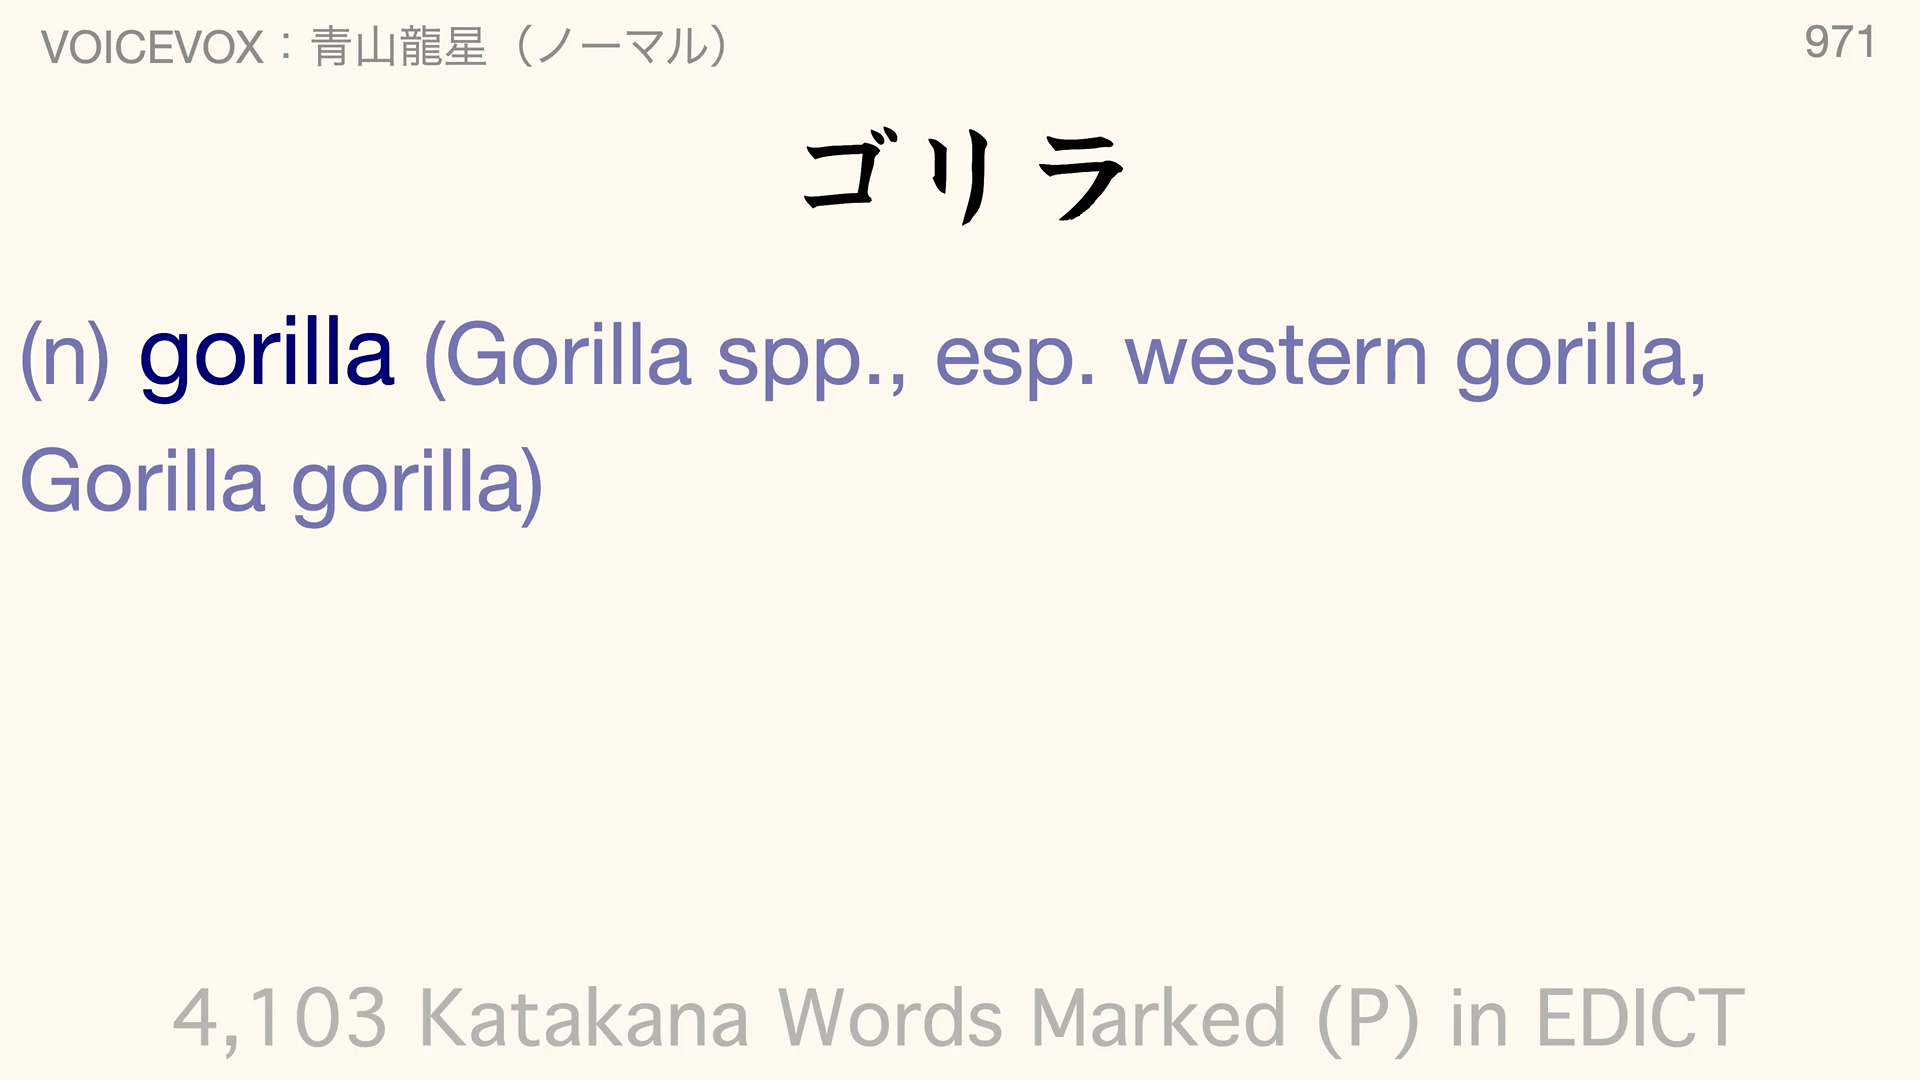 VOICEVOX：青山龍星（ノーマル）
971
ゴリラ
(n) gorilla (Gorilla spp., esp. western gorilla,
Gorilla gorilla)
4,103 Katakana Words Marked (P) in EDICT